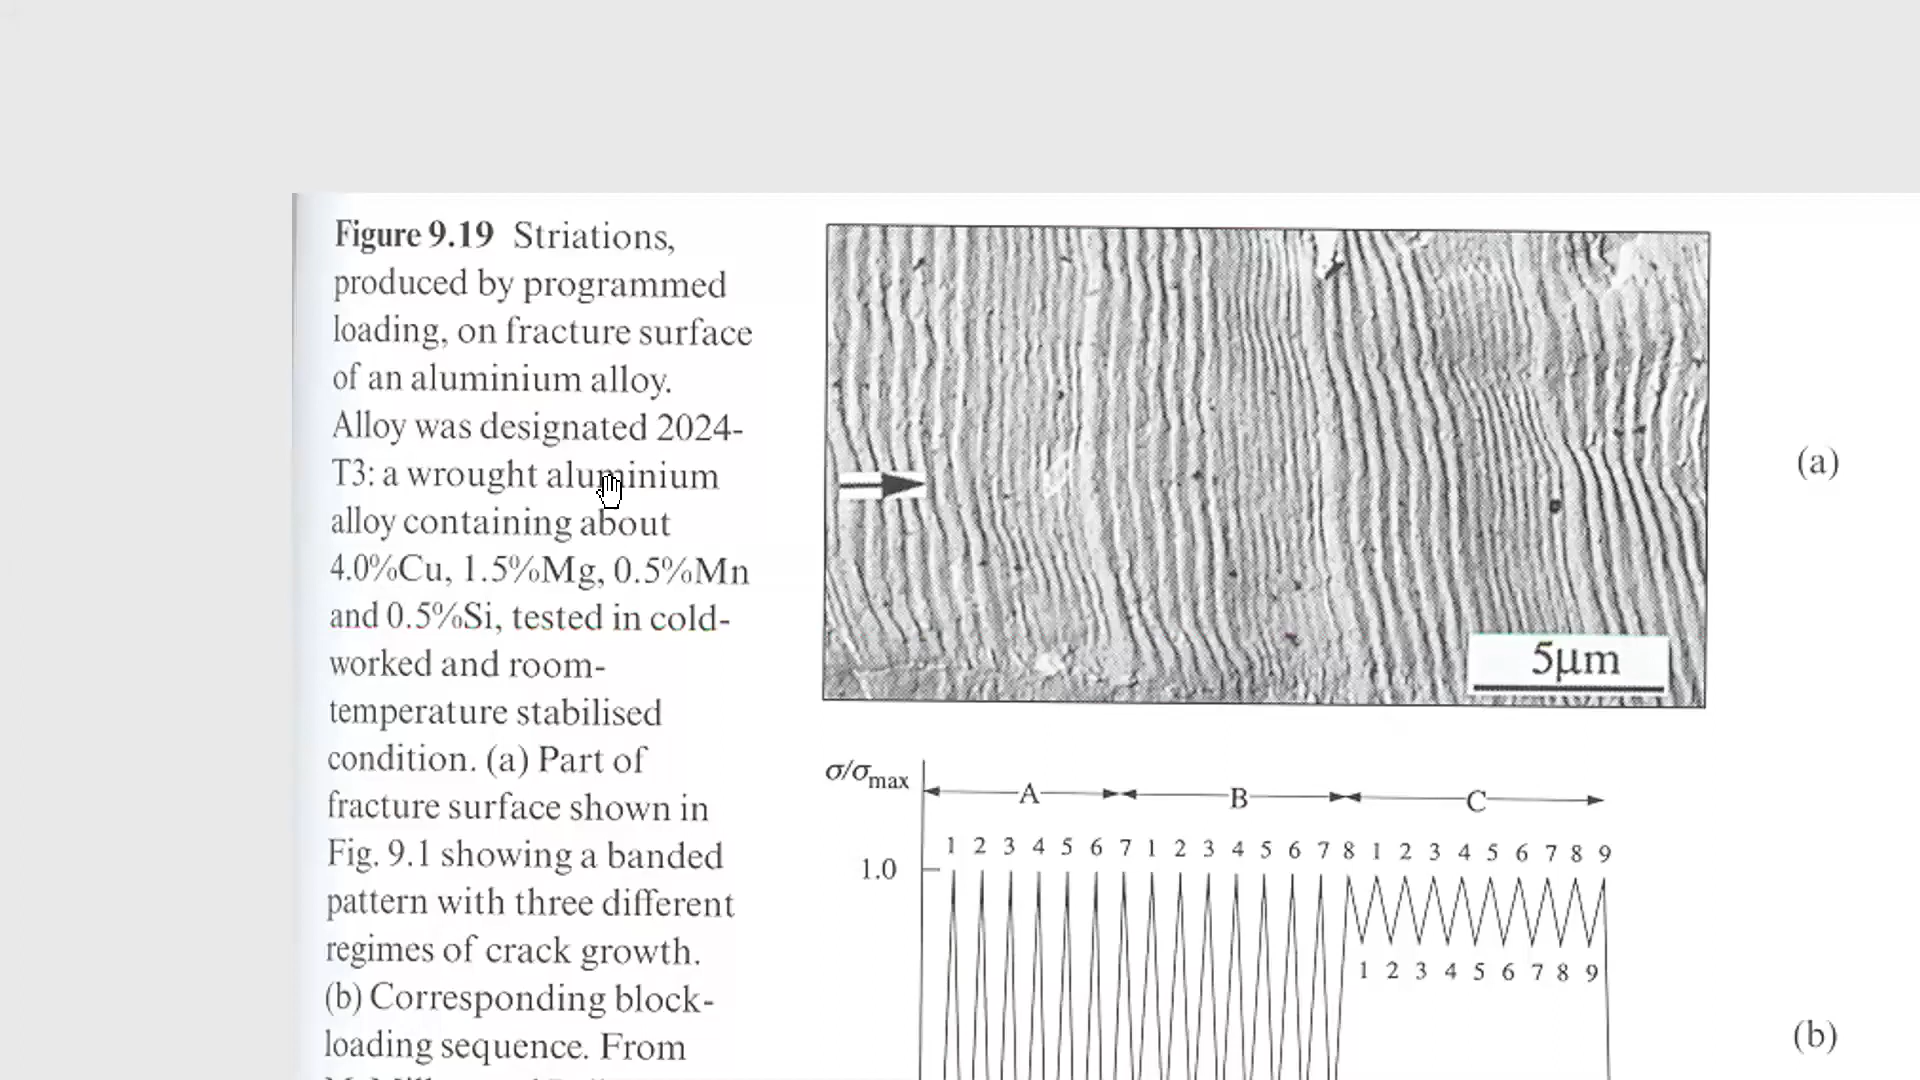 Figure 9.19 Striations,
produced by programmed
loading, on fracture surface
of an aluminium alloy.
Alloy was designated 2024-
T3: a wrought aluminium
alloy containing about
4.0%Cu, 1.5%Mg, 0.5%Mn
and 0.5%Si, tested in cold-
worked and room-
temperature stabilised
condition. (a) Part of
fracture surface shown in
Fig. 9.1 showing a banded
pattern with three different
regimes of crack growth.
(b) Corresponding block-
loading sequence. From
5μm
(a)
σ/σmax
A B C
1 2 3 4 5 6 7 1 2 3 4 5 6 7 8 1 2 3 4 5 6 7 8 9
1.0
1 2 3 4 5 6 7 8 9
(b)